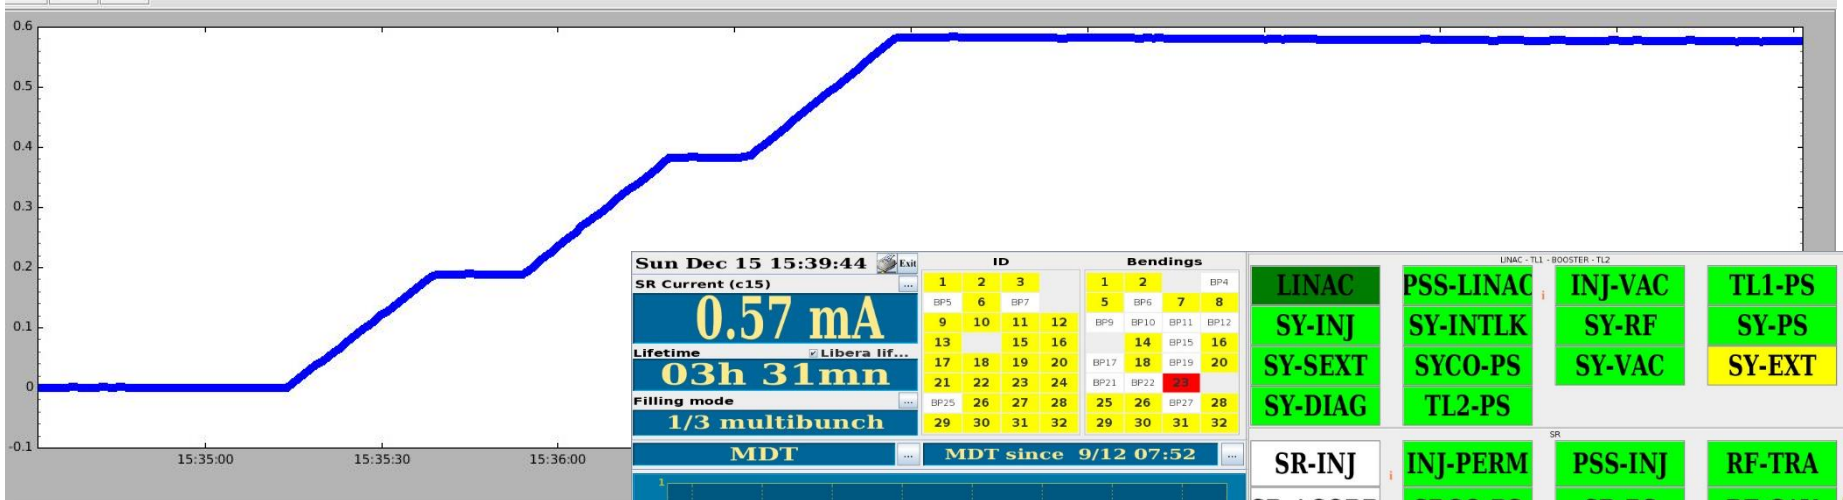 0.6
0.5
0.4
0.3
0.2
0.1
0
-0.1
15:35:00
15:35:30
15:36:00
Sun Dec 15 15:39:44
Exit
SR Current (c15)
...
0.57 mA
Lifetime
Libera lif...
03h 31mn
Filling mode
...
1/3 multibunch
MDT
...
MDT since 9/12 07:52
...
1
ID
1 2 3
BP5 6 BP7
9 10 11 12
13 15 16
17 18 19 20
21 22 23 24
BP25 26 27 28
29 30 31 32
Bendings
1 2 BP4
5 BP6 7 8
BP9 BP10 BP11 BP12
14 BP15 16
BP17 18 BP19 20
BP21 BP22 23
25 26 BP27 28
29 30 31 32
LINAC - TL1 - BOOSTER - TL2
LINAC PSS-LINAC i INJ-VAC TL1-PS
SY-INJ SY-INTLK SY-RF SY-PS
SY-SEXT SYCO-PS SY-VAC SY-EXT
SY-DIAG TL2-PS
SR
SR-INJ i INJ-PERM PSS-INJ RF-TRA